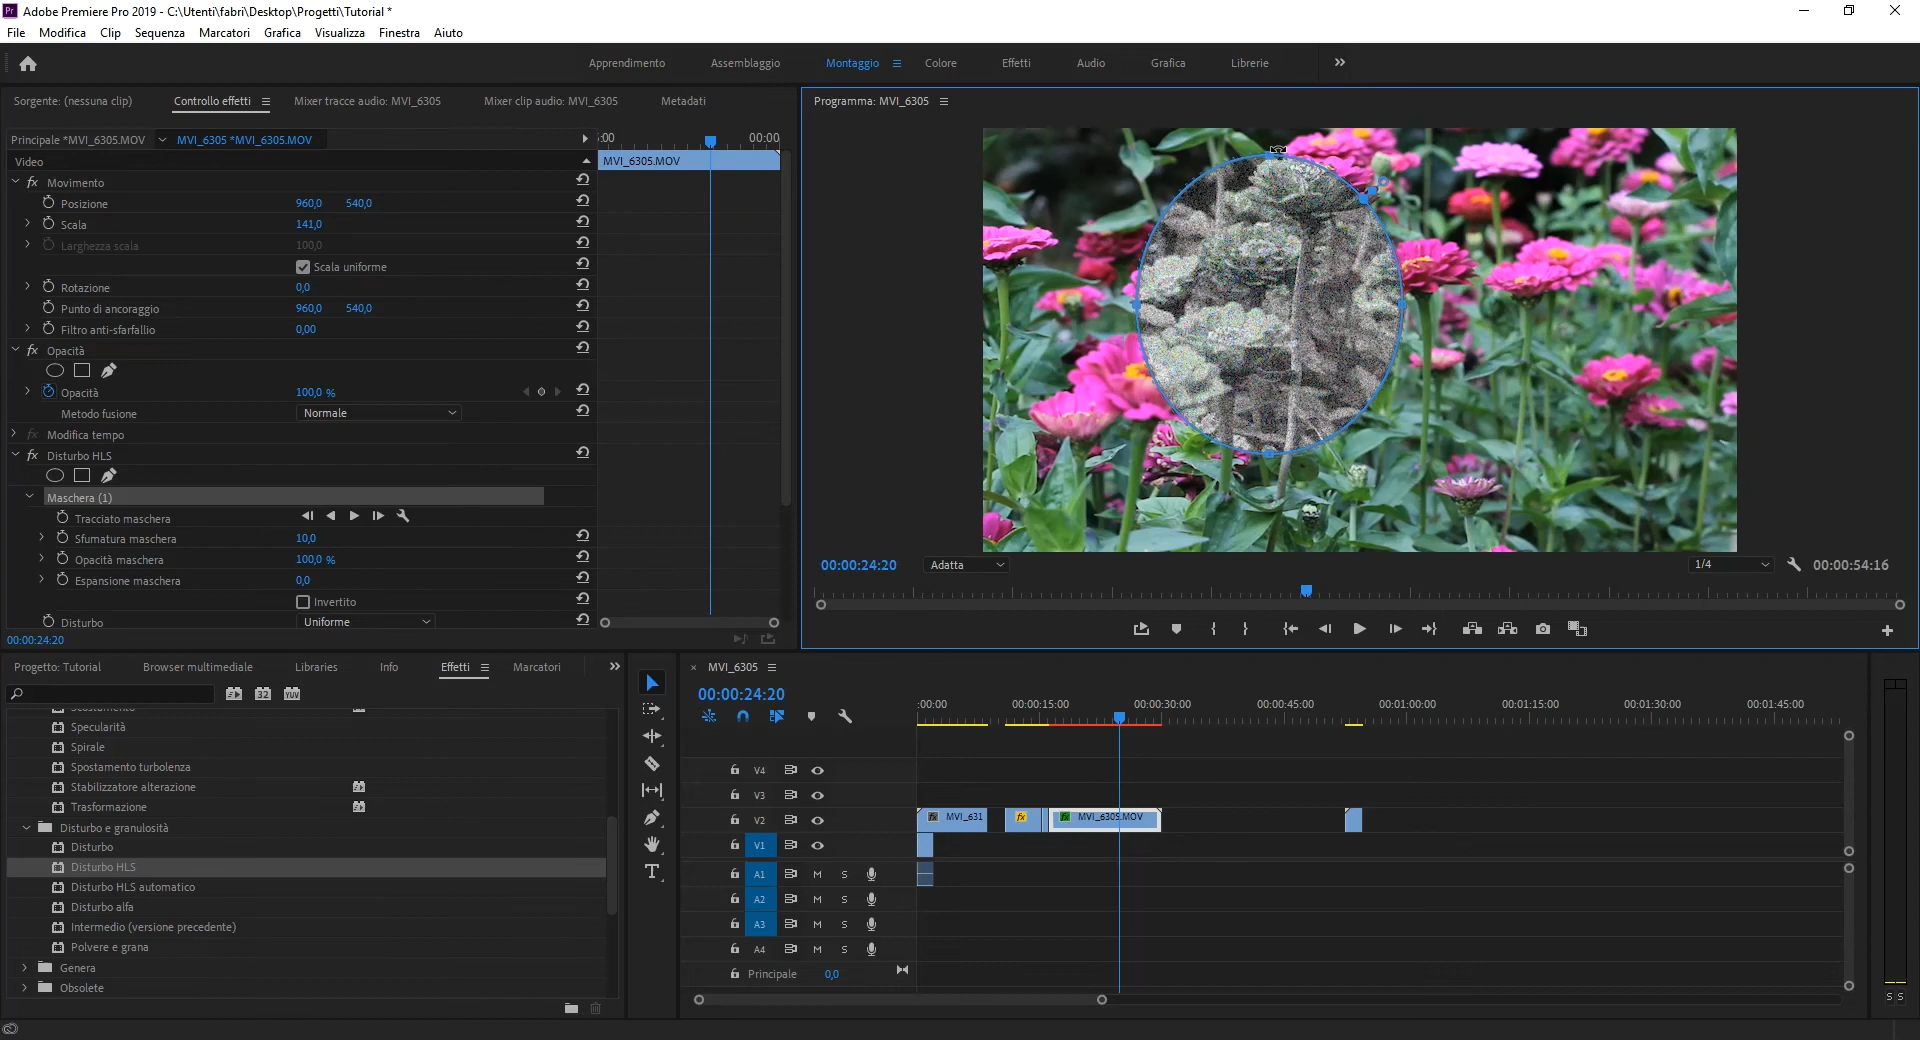 Adobe Premiere Pro 2019 - C:\Utenti\fabri\Desktop\Progetti\Tutorial *
File Modifica Clip Sequenza Marcatori Grafica Visualizza Finestra Aiuto
Apprendimento Assemblaggio Montaggio Colore Effetti Audio Grafica Librerie
Sorgente: (nessuna clip) Controllo effetti Mixer tracce audio: MVI_6305 Mixer clip audio: MVI_6305 Metadati
Programma: MVI_6305
Principale *MVI_6305.MOV MVI_6305 *MVI_6305.MOV
:00 00:00
Video
MVI_6305.MOV
fx Movimento
Posizione 960,0 540,0
Scala 141,0
Larghezza scala 100,0
Scala uniforme
Rotazione 0,0
Punto di ancoraggio 960,0 540,0
Filtro anti-sfarfallio 0,00
fx Opacità
Opacità 100,0 %
Metodo fusione Normale
fx Modifica tempo
fx Disturbo HLS
Maschera (1)
Tracciato maschera
Sfumatura maschera 10,0
Opacità maschera 100,0 %
Espansione maschera 0,0
Invertito
Disturbo Uniforme
00:00:24:20
00:00:24:20 Adatta 1/4 00:00:54:16
Progetto: Tutorial Browser multimediale Libraries Info Effetti Marcatori
32 YUV
Specularità
Spirale
Spostamento turbolenza
Stabilizzatore alterazione
Trasformazione
Disturbo e granulosità
Disturbo
Disturbo HLS
Disturbo HLS automatico
Disturbo alfa
Intermedio (versione precedente)
Polvere e grana
Genera
Obsolete
T
× MVI_6305
00:00:24:20
:00:00 00:00:15:00 00:00:30:00 00:00:45:00 00:01:00:00 00:01:15:00 00:01:30:00 00:01:45:00
V4
V3
V2 fx MVI_631 fx fx MVI_6305.MOV
V1
A1 M S
A2 M S
A3 M S
A4 M S
Principale 0,0
S S